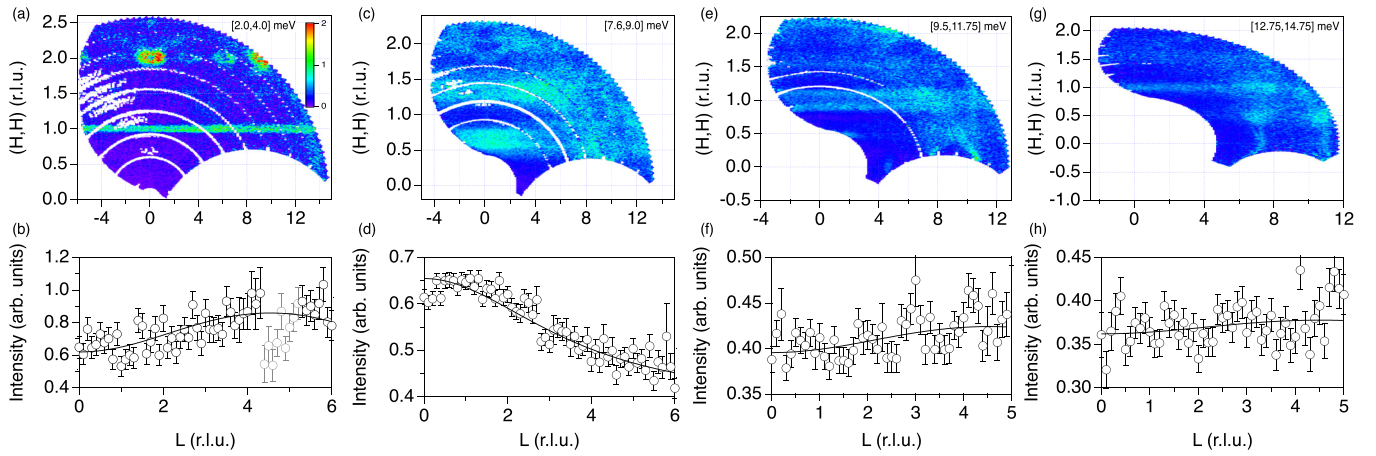 (a)
[2.0,4.0] meV
2
1
0
(H,H) (r.l.u.)
2.5
2.0
1.5
1.0
0.5
0.0
-4 0 4 8 12
(c)
[7.6,9.0] meV
(H,H) (r.l.u.)
2.0
1.5
1.0
0.5
0.0
-4 0 4 8 12
(e)
[9.5,11.75] meV
(H,H) (r.l.u.)
2.0
1.5
1.0
0.5
0.0
-0.5
-4 0 4 8 12
(g)
[12.75,14.75] meV
(H,H) (r.l.u.)
2.0
1.5
1.0
0.5
0.0
-0.5
-1.0
0 4 8 12
(b)
Intensity (arb. units)
1.2
1.0
0.8
0.6
0.4
0 2 4 6
L (r.l.u.)
(d)
Intensity (arb. units)
0.7
0.6
0.5
0.4
0 2 4 6
L (r.l.u.)
(f)
Intensity (arb. units)
0.50
0.45
0.40
0.35
0 1 2 3 4 5
L (r.l.u.)
(h)
Intensity (arb. units)
0.45
0.40
0.35
0.30
0 1 2 3 4 5
L (r.l.u.)